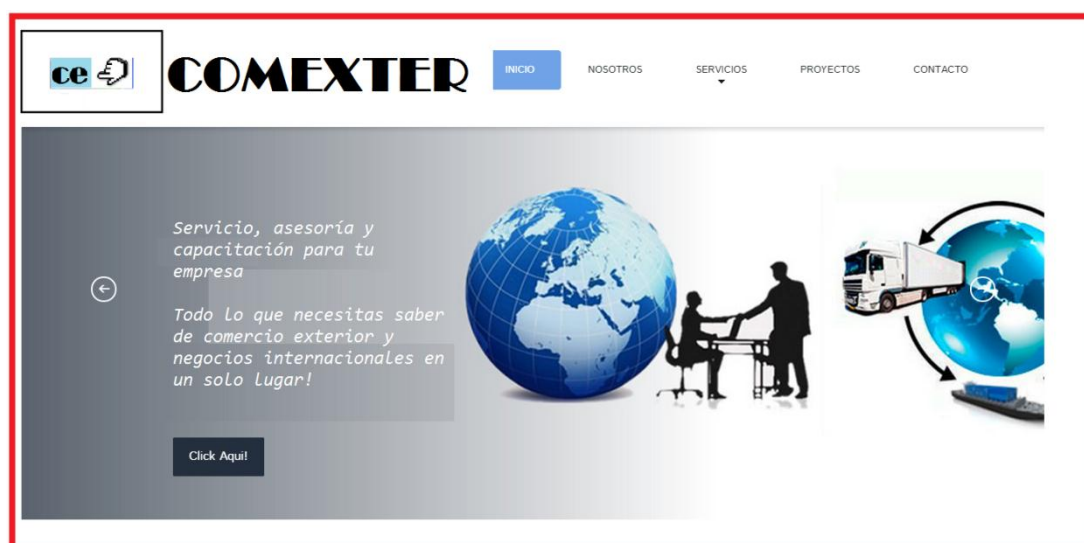 ce
COMEXTER
INICIO
NOSOTROS
SERVICIOS
PROYECTOS
CONTACTO
Servicio, asesoría y
capacitación para tu
empresa
Todo lo que necesitas saber
de comercio exterior y
negocios internacionales en
un solo lugar!
Click Aqui!